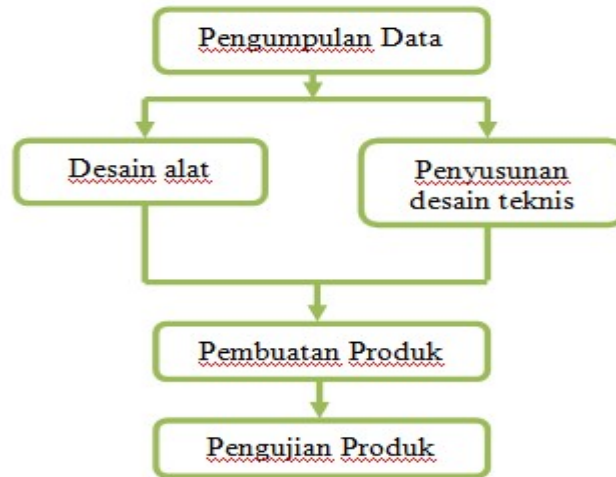 Pengumpulan Data
Desain alat
Penyusunan
desain teknis
Pembuatan Produk
Pengujian Produk